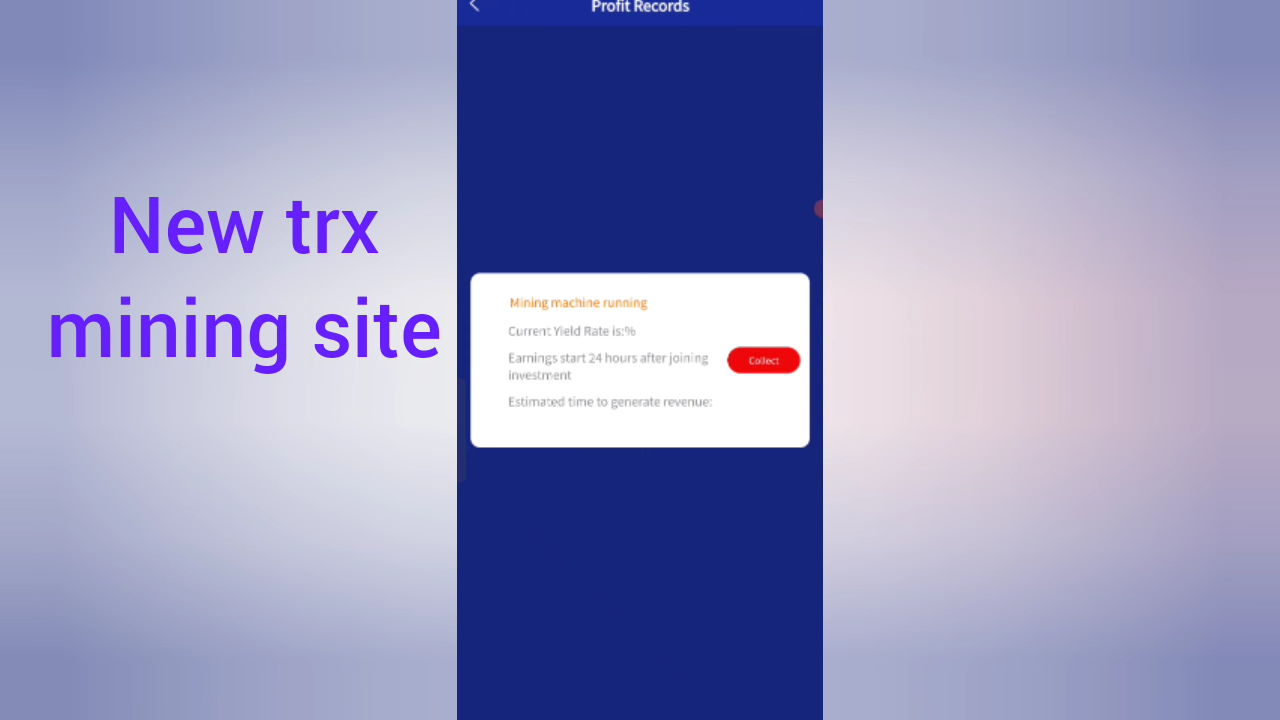 Profit Records
New trx
mining site
Mining machine running
Current Yield Rate is:%
Earnings start 24 hours after joining
investment
Collect
Estimated time to generate revenue: